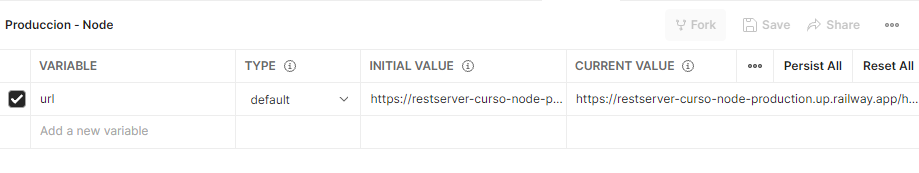 Produccion - Node
Fork Save Share
VARIABLE TYPE INITIAL VALUE CURRENT VALUE Persist All Reset All
url default https://restserver-curso-node-p... https://restserver-curso-node-production.up.railway.app/h...
Add a new variable